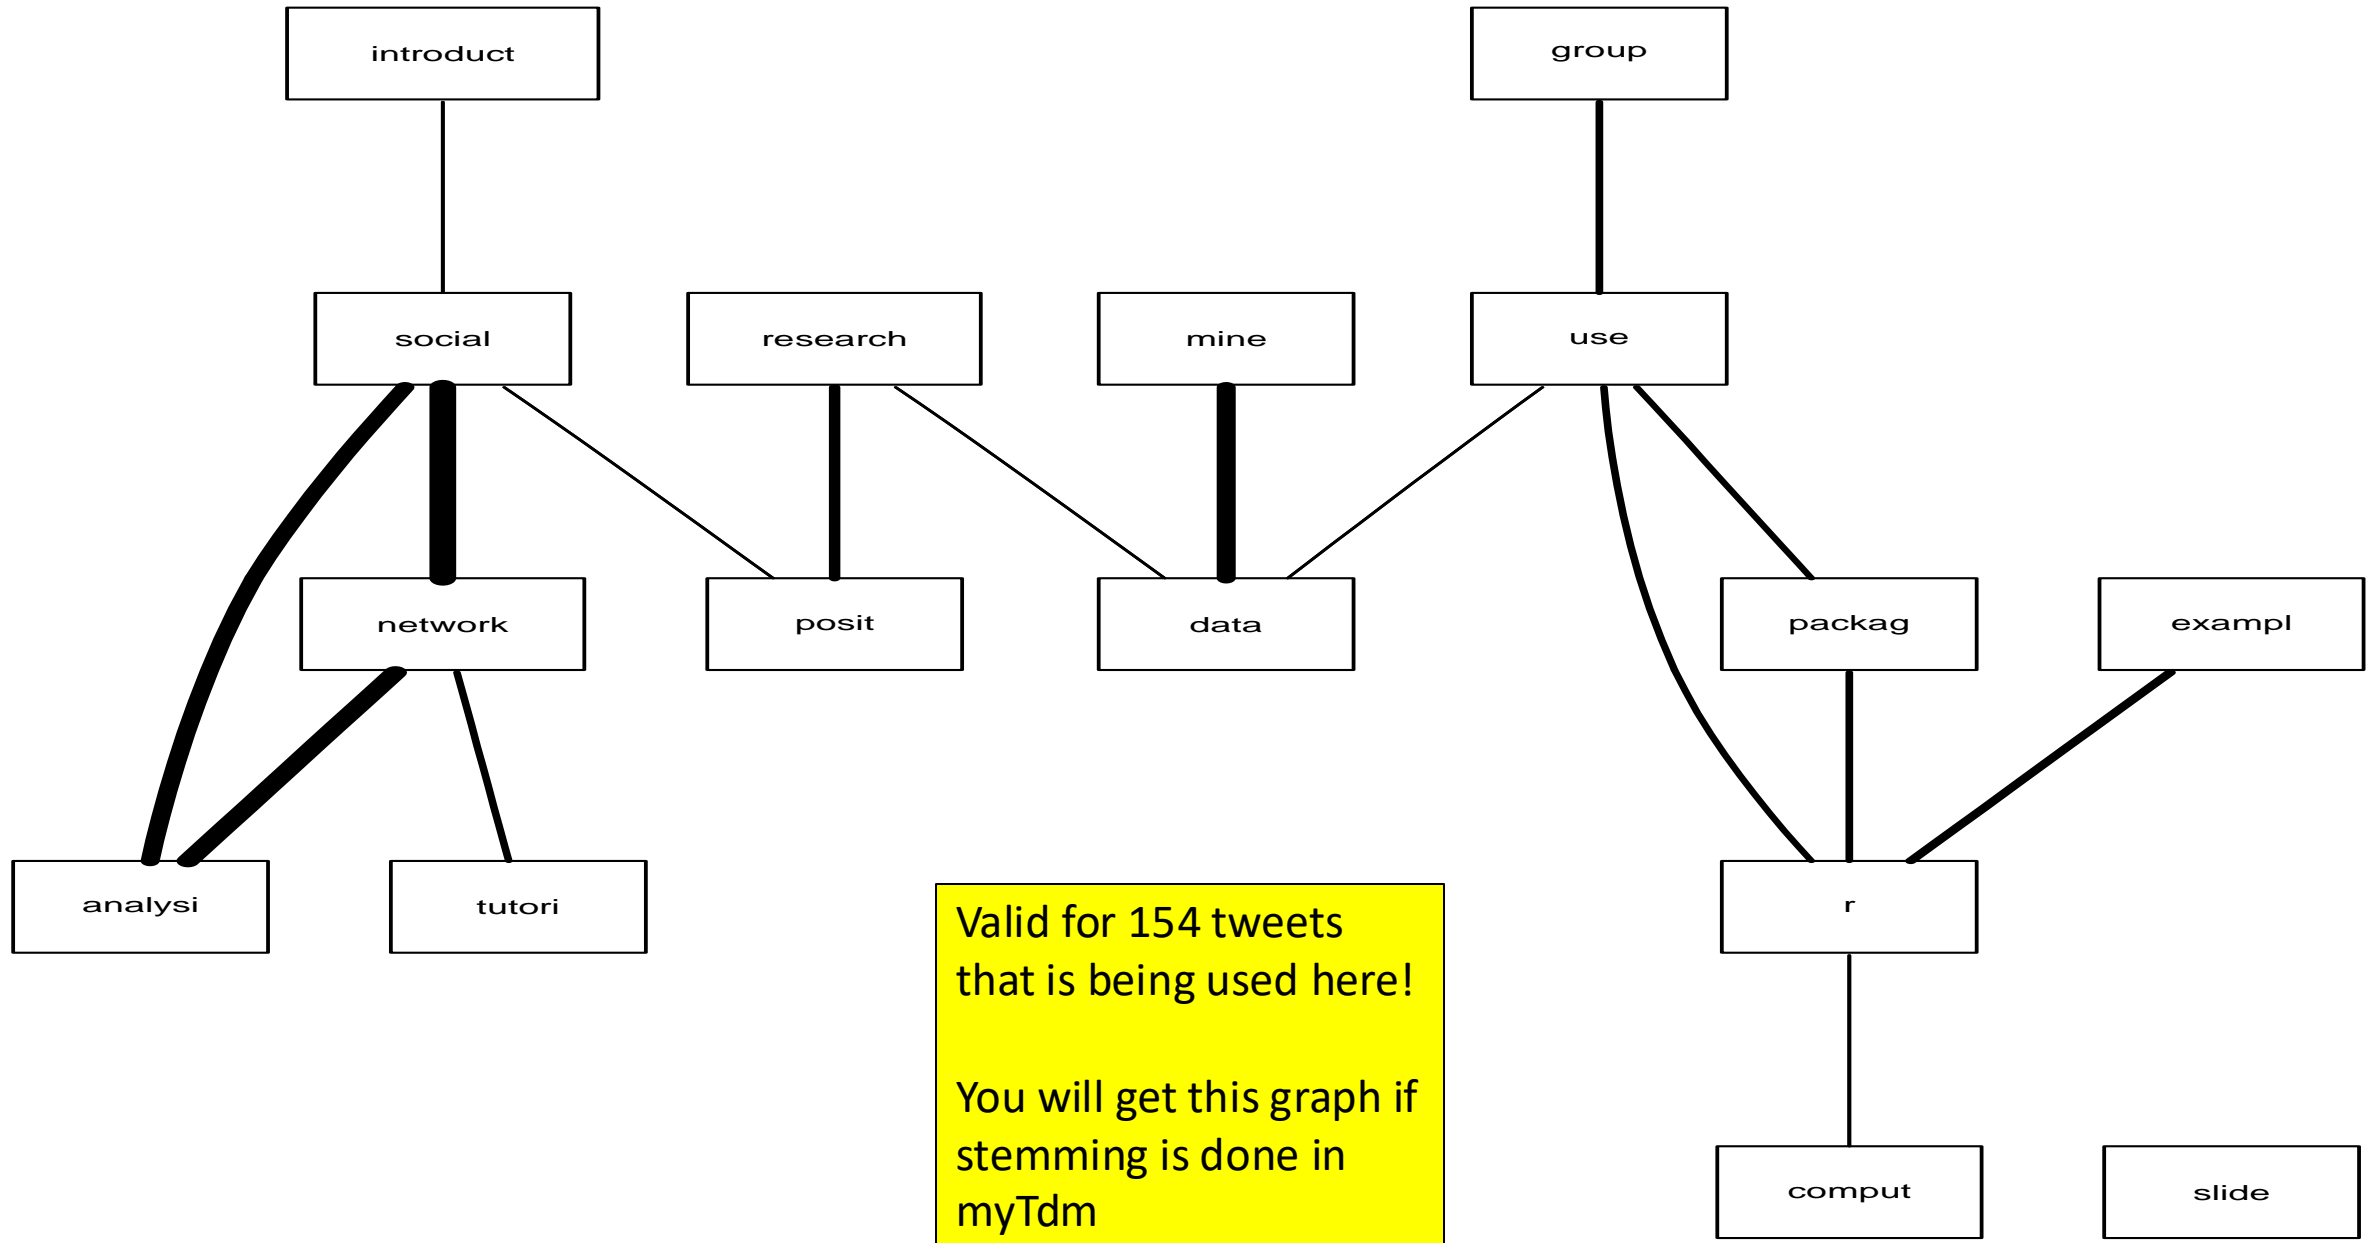 introduct
group
social
research
mine
use
network
posit
data
packag
exampl
analysi
tutori
r
Valid for 154 tweets
that is being used here!
You will get this graph if
stemming is done in
myTdm
comput
slide